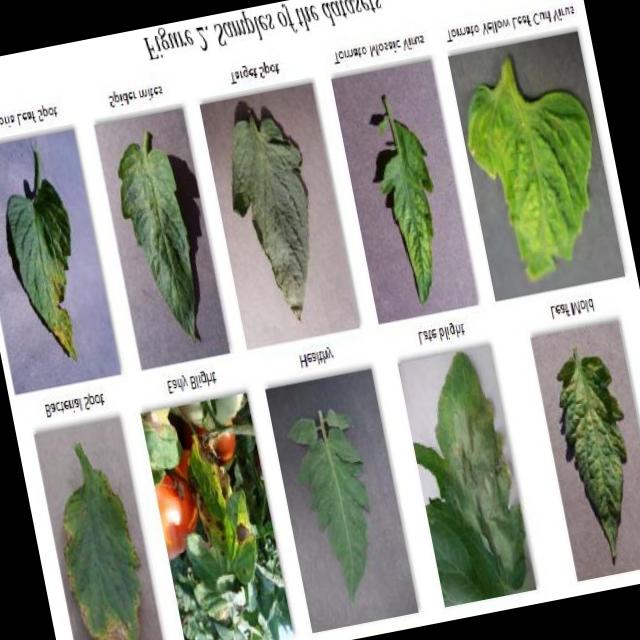 Figure 2. Samples of the datasets
oria Leaf Spot Spider mites Target Spot Tomato Mosaic Virus Tomato Yellow Leaf Curl Virus
Bacterial Spot Early Blight Healthy Late blight Leaf Mold